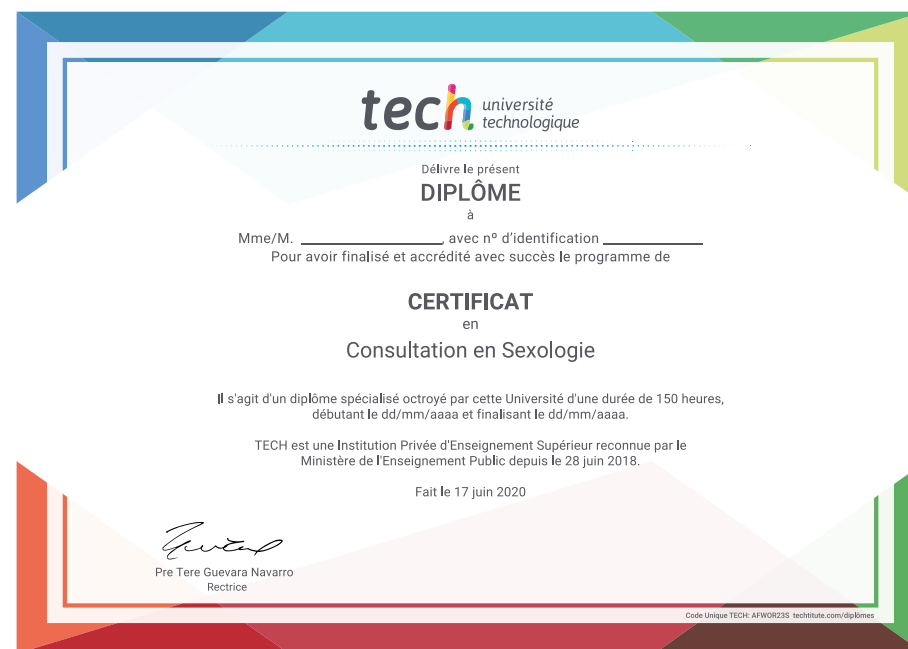 tech université
technologique
Délivre le présent
DIPLÔME
à
Mme/M. ____________________, avec nº d'identification ______________
Pour avoir finalisé et accrédité avec succès le programme de
CERTIFICAT
en
Consultation en Sexologie
Il s'agit d'un diplôme spécialisé octroyé par cette Université d'une durée de 150 heures,
débutant le dd/mm/aaaa et finalisant le dd/mm/aaaa.
TECH est une Institution Privée d'Enseignement Supérieur reconnue par le
Ministère de l'Enseignement Public depuis le 28 juin 2018.
Fait le 17 juin 2020
Pre Tere Guevara Navarro
Rectrice
Code Unique TECH: AFWOR23S techtitute.com/diplômes